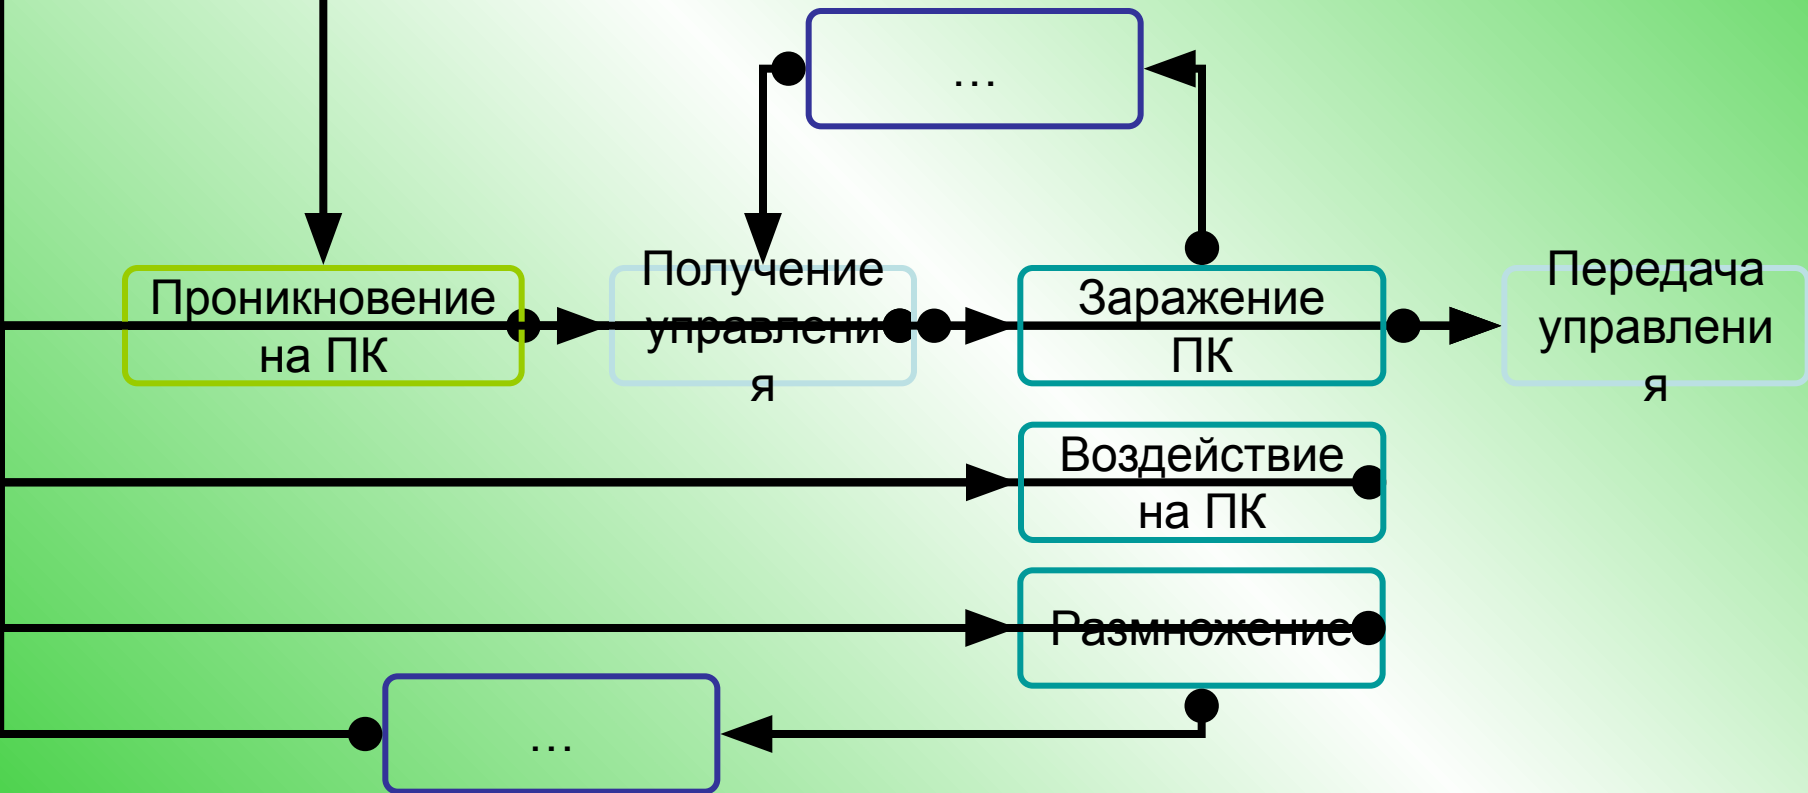 …
Проникновение
на ПК
Получение
управлени
я
Заражение
ПК
Передача
управлени
я
Воздействие
на ПК
Размножение
…